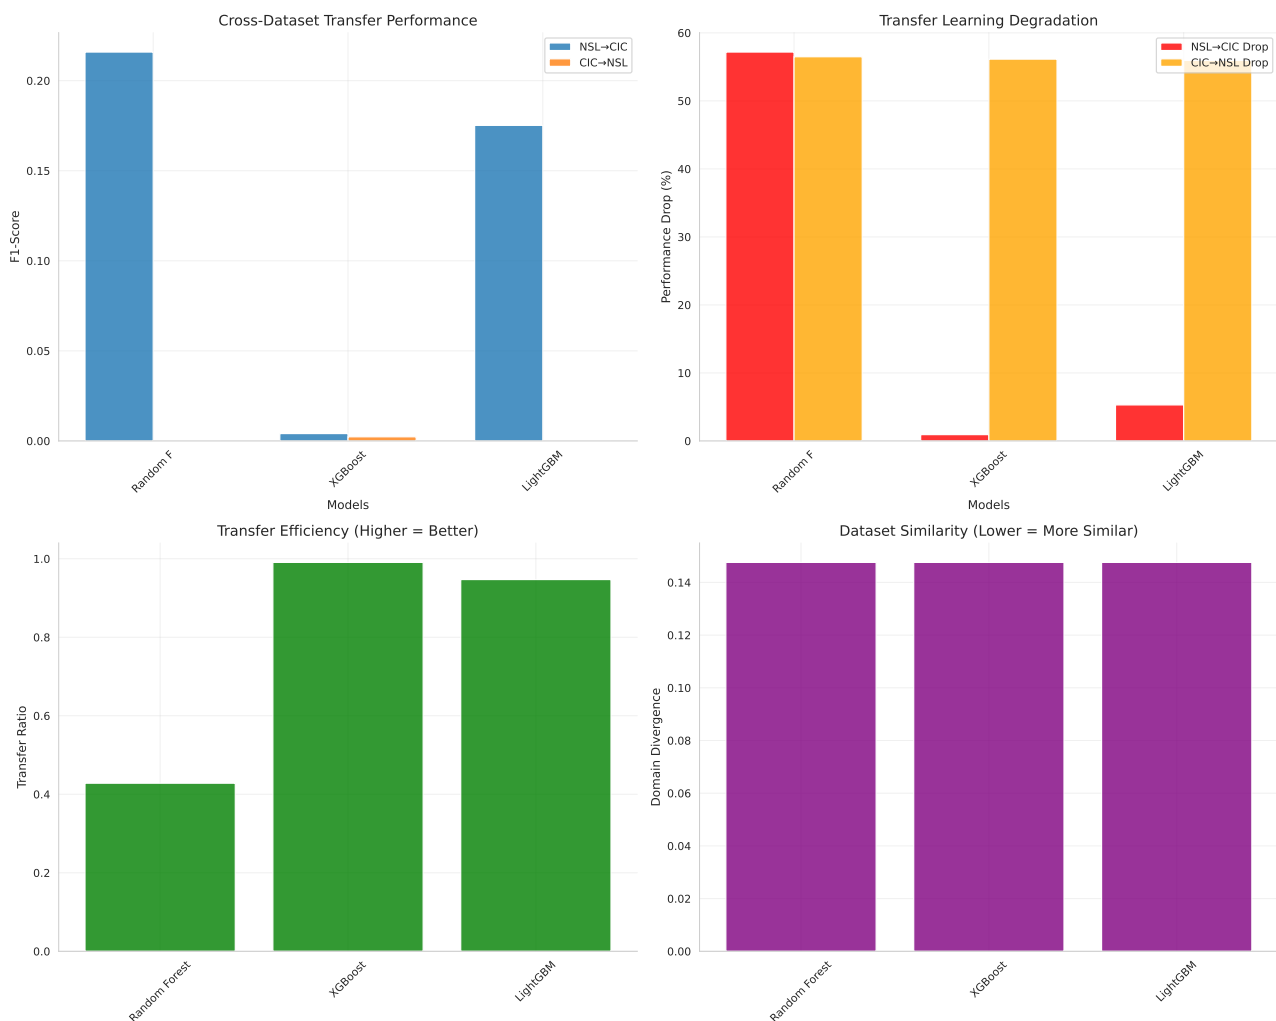 Cross-Dataset Transfer Performance
F1-Score
0.20
0.15
0.10
0.05
0.00
NSL→CIC
CIC→NSL
Random F
XGBoost
LightGBM
Models
Transfer Learning Degradation
Performance Drop (%)
60
50
40
30
20
10
0
NSL→CIC Drop
CIC→NSL Drop
Random F
XGBoost
LightGBM
Models
Transfer Efficiency (Higher = Better)
Transfer Ratio
1.0
0.8
0.6
0.4
0.2
0.0
Random Forest
XGBoost
LightGBM
Dataset Similarity (Lower = More Similar)
Domain Divergence
0.14
0.12
0.10
0.08
0.06
0.04
0.02
0.00
Random Forest
XGBoost
LightGBM